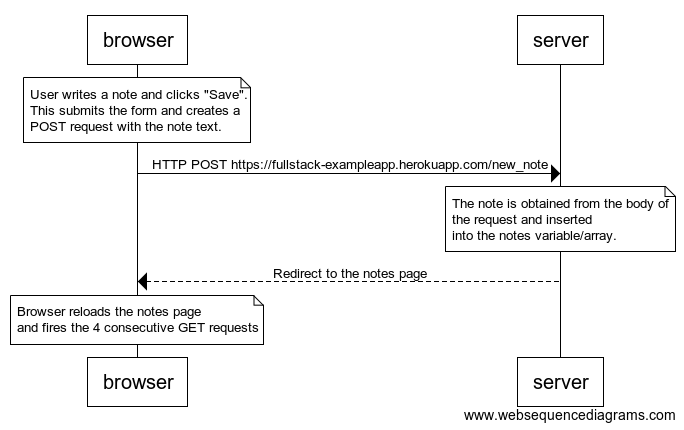 browser
server
User writes a note and clicks "Save".
This submits the form and creates a
POST request with the note text.
HTTP POST https://fullstack-exampleapp.herokuapp.com/new_note
The note is obtained from the body of
the request and inserted
into the notes variable/array.
Redirect to the notes page
Browser reloads the notes page
and fires the 4 consecutive GET requests
browser
server
www.websequencediagrams.com